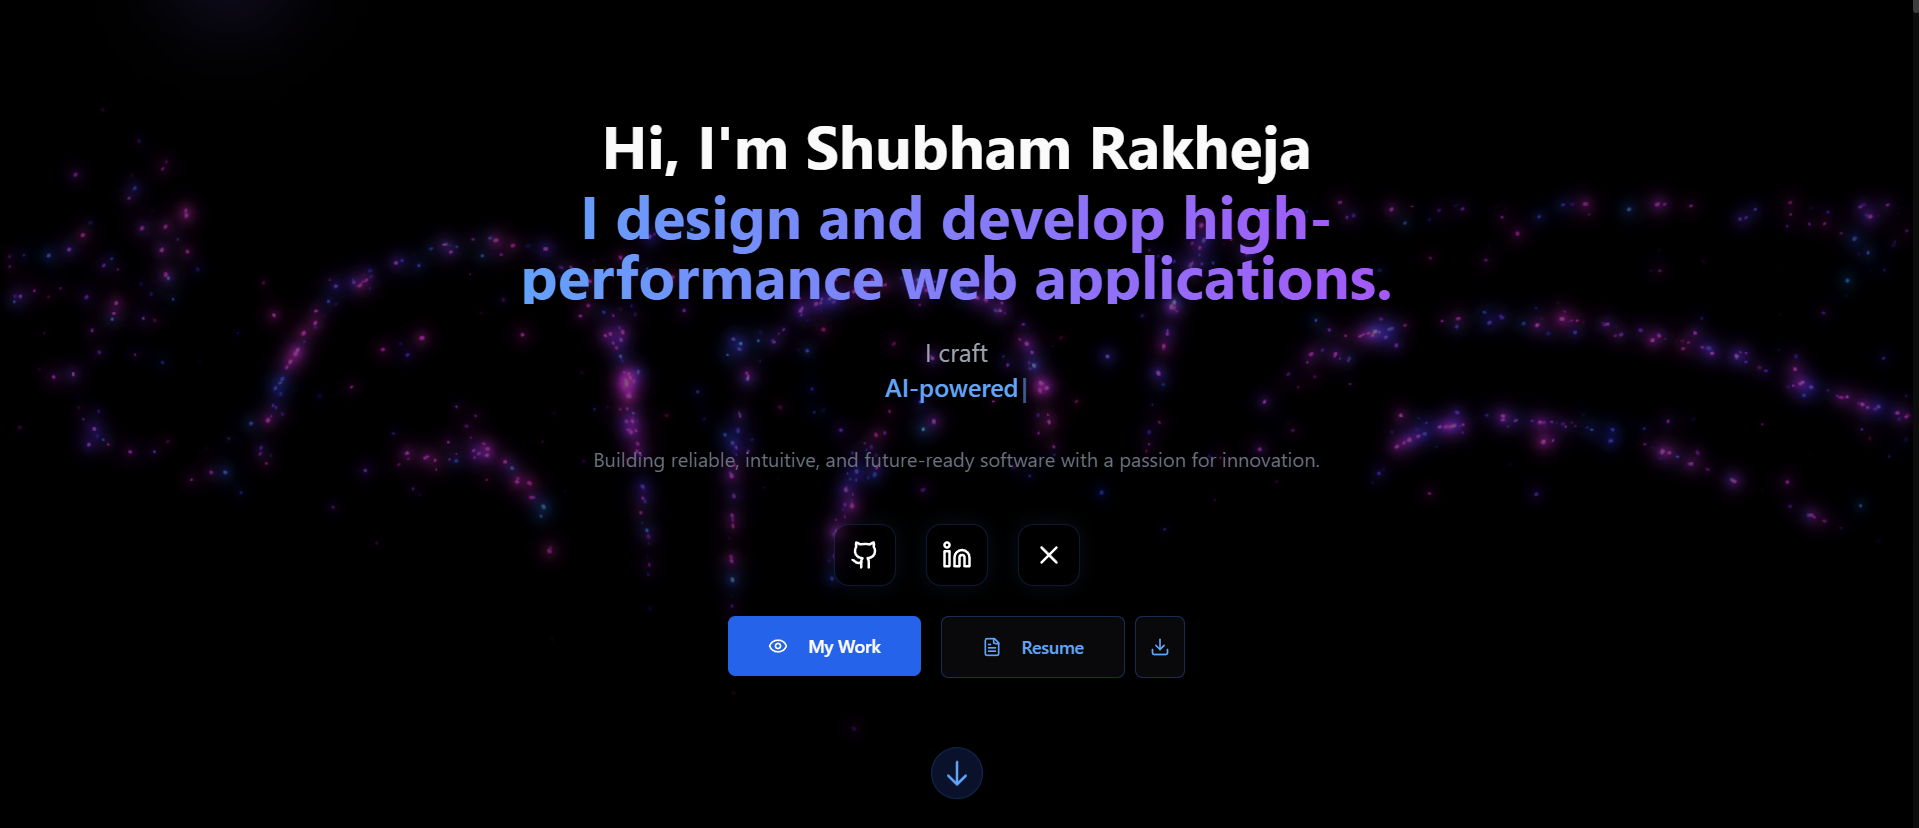 Hi, I'm Shubham Rakheja
I design and develop high-
performance web applications.
I craft
AI-powered|
Building reliable, intuitive, and future-ready software with a passion for innovation.
My Work
Resume